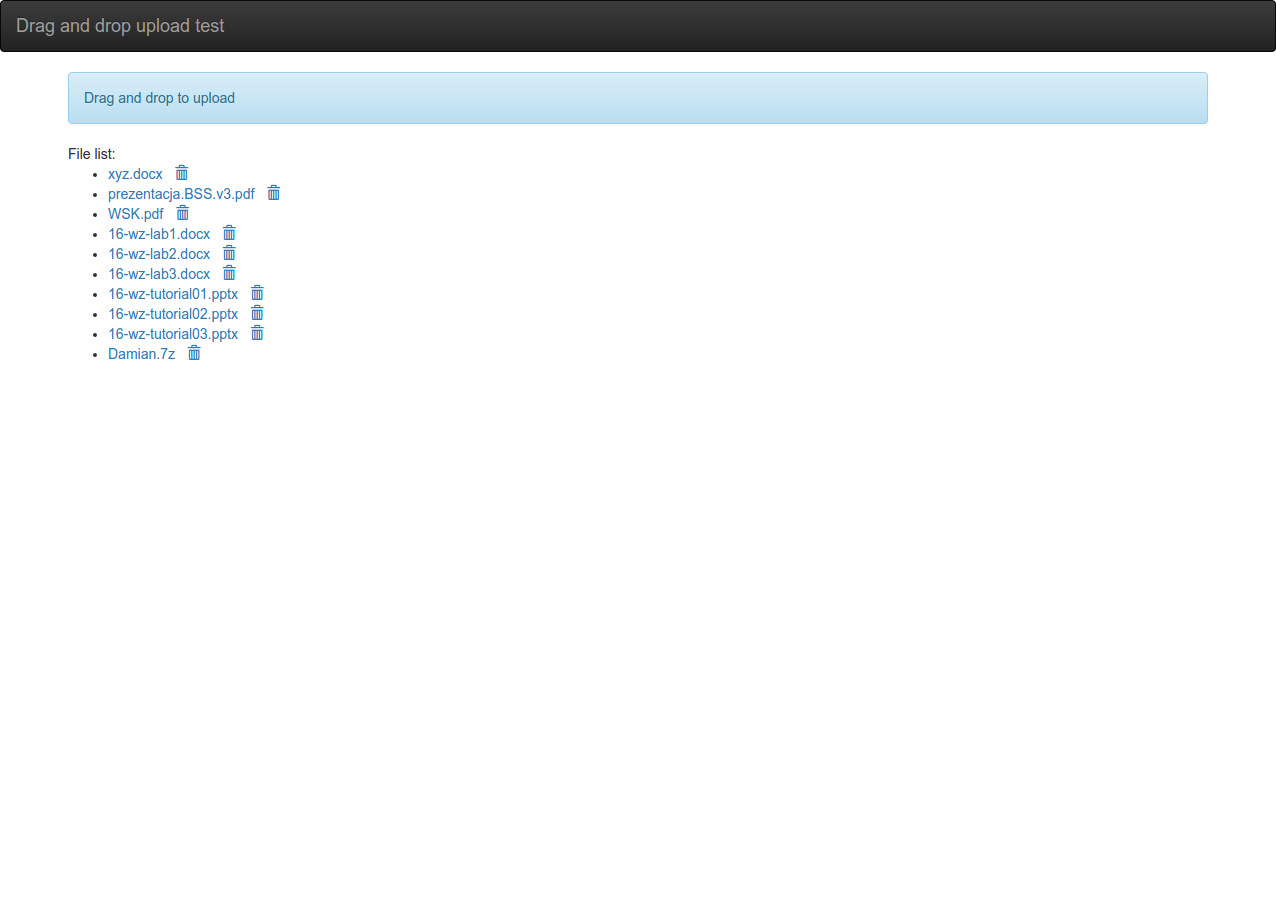 Drag and drop upload test
Drag and drop to upload
File list:
xyz.docx
prezentacja.BSS.v3.pdf
WSK.pdf
16-wz-lab1.docx
16-wz-lab2.docx
16-wz-lab3.docx
16-wz-tutorial01.pptx
16-wz-tutorial02.pptx
16-wz-tutorial03.pptx
Damian.7z